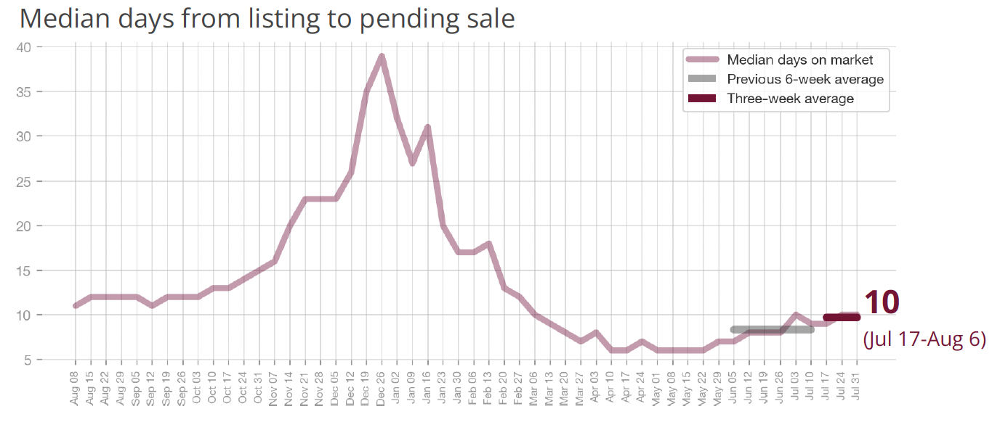 Median days from listing to pending sale
40
35
30
25
20
15
10
5
Median days on market
Previous 6-week average
Three-week average
10
(Jul 17-Aug 6)
Aug 08
Aug 15
Aug 22
Aug 29
Sep 05
Sep 12
Sep 19
Sep 26
Oct 03
Oct 10
Oct 17
Oct 24
Oct 31
Nov 07
Nov 14
Nov 21
Nov 28
Dec 05
Dec 12
Dec 19
Dec 26
Jan 02
Jan 09
Jan 16
Jan 23
Jan 30
Feb 06
Feb 13
Feb 20
Feb 27
Mar 06
Mar 13
Mar 20
Mar 27
Apr 03
Apr 10
Apr 17
Apr 24
May 01
May 08
May 15
May 22
May 29
Jun 05
Jun 12
Jun 19
Jun 26
Jul 03
Jul 10
Jul 17
Jul 24
Jul 31